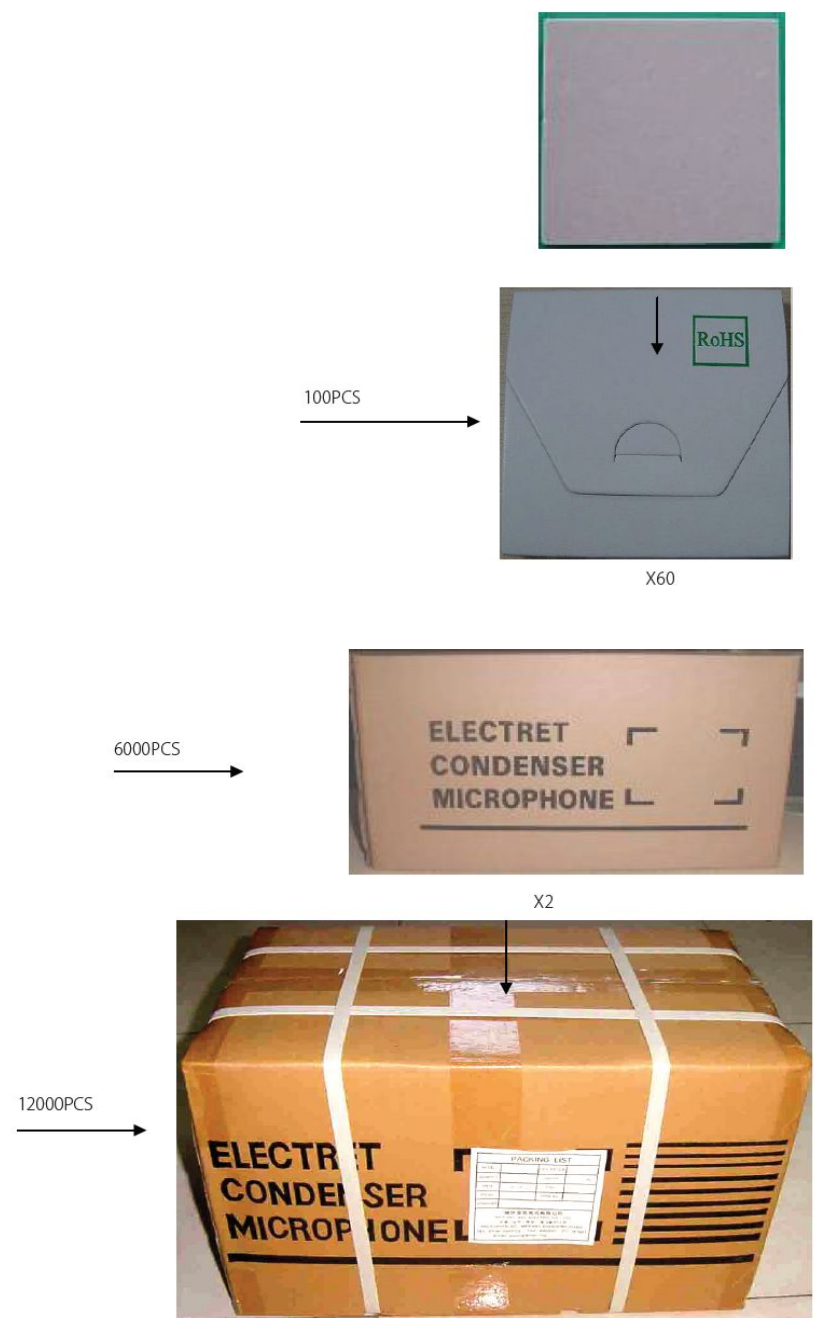 RoHS
100PCS
X60
6000PCS
ELECTRET
CONDENSER
MICROPHONE
X2
12000PCS
ELECTRET
CONDENSER
MICROPHONE
PACKING LIST